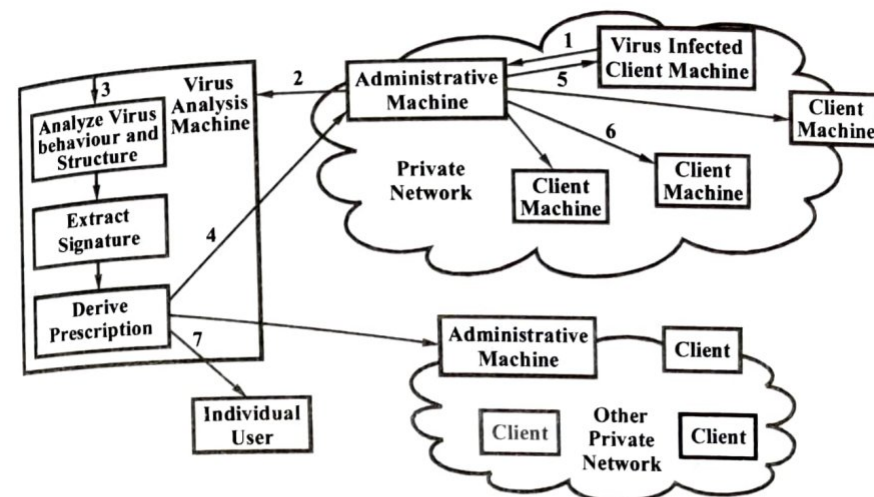 1
Virus Infected
Client Machine
2
Administrative
Machine
5
3
Virus
Analysis
Machine
Analyze Virus
behaviour and
Structure
Client
Machine
6
Private
Network
Client
Machine
Client
Machine
Extract
Signature
4
Derive
Prescription
7
Administrative
Machine
Client
Individual
User
Client
Other
Private
Network
Client